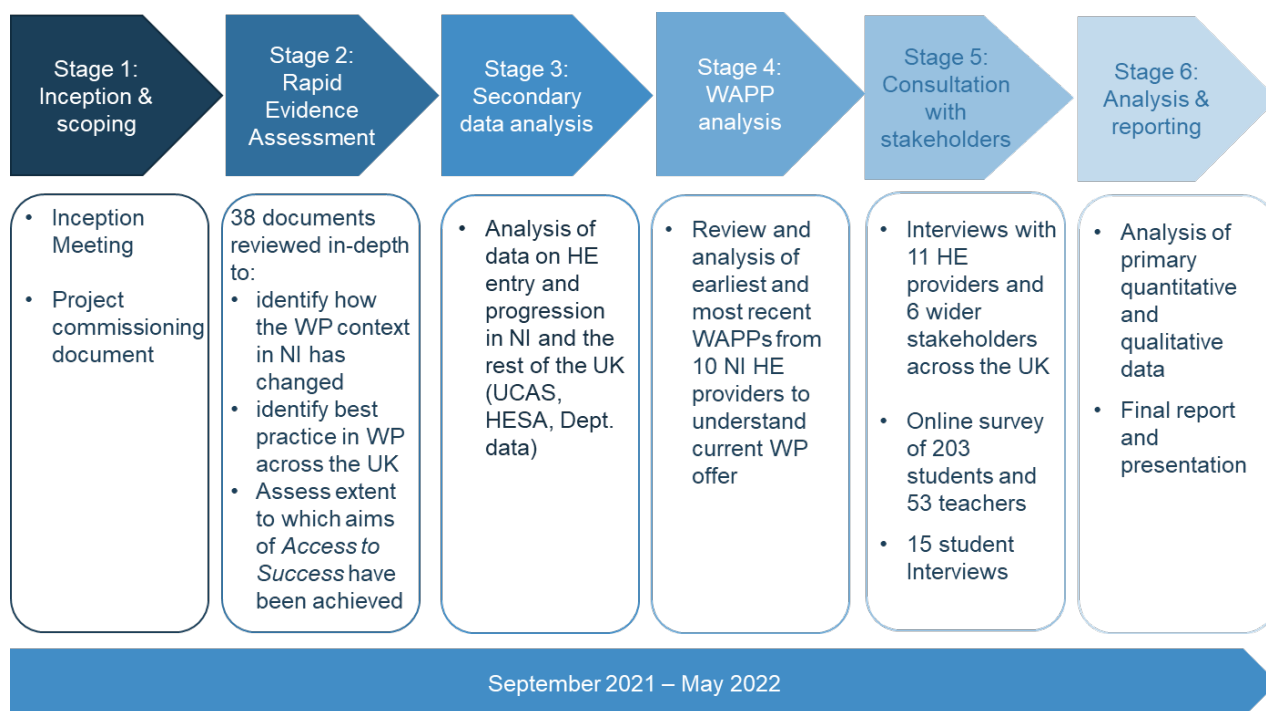 Stage 1:
Inception &
scoping
Stage 2:
Rapid
Evidence
Assessment
Stage 3:
Secondary
data analysis
Stage 4:
WAPP
analysis
Stage 5:
Consultation
with
stakeholders
Stage 6:
Analysis &
reporting
• Inception
Meeting
• Project
commissioning
document
38 documents
reviewed in-depth
to:
• identify how
the WP context
in NI has
changed
• identify best
practice in WP
across the UK
• Assess extent
to which aims
of Access to
Success have
been achieved
• Analysis of
data on HE
entry and
progression
in NI and the
rest of the UK
(UCAS,
HESA, Dept.
data)
• Review and
analysis of
earliest and
most recent
WAPPs from
10 NI HE
providers to
understand
current WP
offer
• Interviews with
11 HE
providers and
6 wider
stakeholders
across the UK
• Online survey
of 203
students and
53 teachers
• 15 student
Interviews
• Analysis of
primary
quantitative
and
qualitative
data
• Final report
and
presentation
September 2021 – May 2022